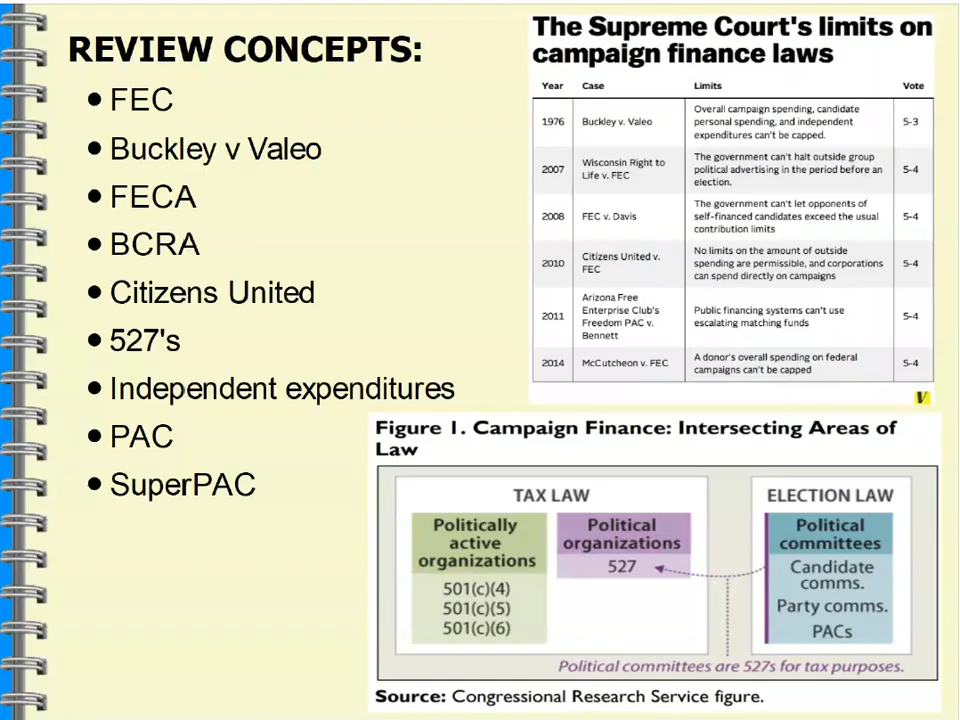 REVIEW CONCEPTS:
• FEC
• Buckley v Valeo
• FECA
• BCRA
• Citizens United
• 527's
• Independent expenditures
• PAC
• SuperPAC
The Supreme Court's limits on
campaign finance laws
Year Case Limits Vote
1976 Buckley v. Valeo Overall campaign spending, candidate
personal spending, and independent
expenditures can't be capped. 5-3
2007 Wisconsin Right to
Life v. FEC The government can't halt outside group
political advertising in the period before an
election. 5-4
2008 FEC v. Davis The government can't let opponents of
self-financed candidates exceed the usual
contribution limits 5-4
2010 Citizens United v.
FEC No limits on the amount of outside
spending are permissible, and corporations
can spend directly on campaigns 5-4
2011 Arizona Free
Enterprise Club's
Freedom PAC v.
Bennett Public financing systems can't use
escalating matching funds 5-4
2014 McCutcheon v. FEC A donor's overall spending on federal
campaigns can't be capped 5-4
V
Figure 1. Campaign Finance: Intersecting Areas of
Law
TAX LAW
Politically
active
organizations
501(c)(4)
501(c)(5)
501(c)(6)
Political
organizations
527
ELECTION LAW
Political
committees
Candidate
comms.
Party comms.
PACs
Political committees are 527s for tax purposes.
Source: Congressional Research Service figure.